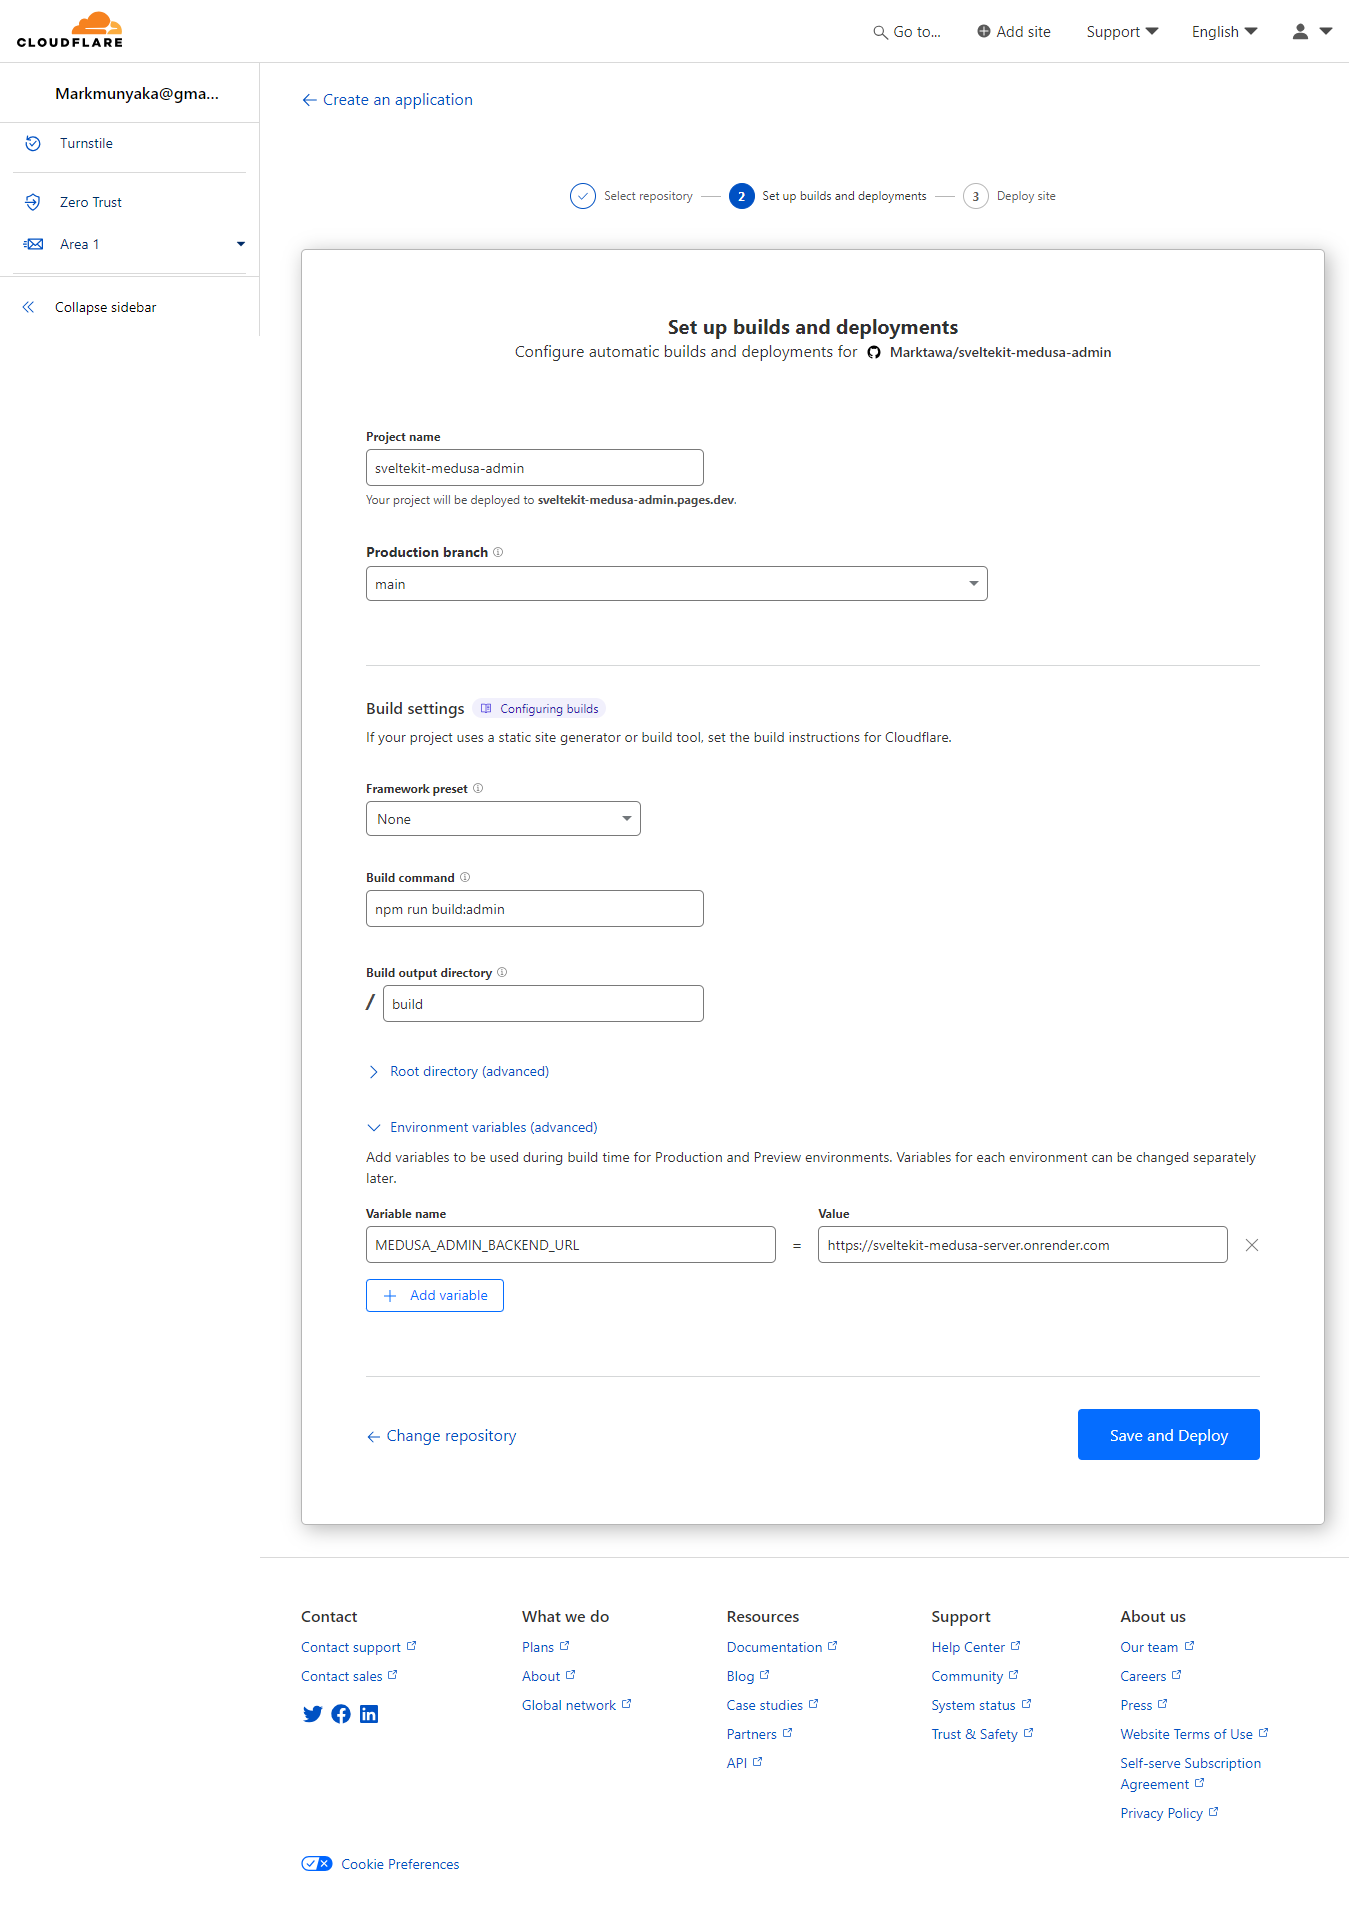 CLOUDFLARE
Go to...
Add site
Support
English
Markmunyaka@gma...
Turnstile
Zero Trust
Area 1
Collapse sidebar
Create an application
Select repository
2
Set up builds and deployments
3
Deploy site
Set up builds and deployments
Configure automatic builds and deployments for Marktawa/sveltekit-medusa-admin
Project name
sveltekit-medusa-admin
Your project will be deployed to sveltekit-medusa-admin.pages.dev.
Production branch
main
Build settings
Configuring builds
If your project uses a static site generator or build tool, set the build instructions for Cloudflare.
Framework preset
None
Build command
npm run build:admin
Build output directory
/ build
Root directory (advanced)
Environment variables (advanced)
Add variables to be used during build time for Production and Preview environments. Variables for each environment can be changed separately
later.
Variable name
Value
MEDUSA_ADMIN_BACKEND_URL = https://sveltekit-medusa-server.onrender.com
Add variable
Change repository
Save and Deploy
Contact
Contact support
Contact sales
What we do
Plans
About
Global network
Resources
Documentation
Blog
Case studies
Partners
API
Support
Help Center
Community
System status
Trust & Safety
About us
Our team
Careers
Press
Website Terms of Use
Self-serve Subscription
Agreement
Privacy Policy
Cookie Preferences